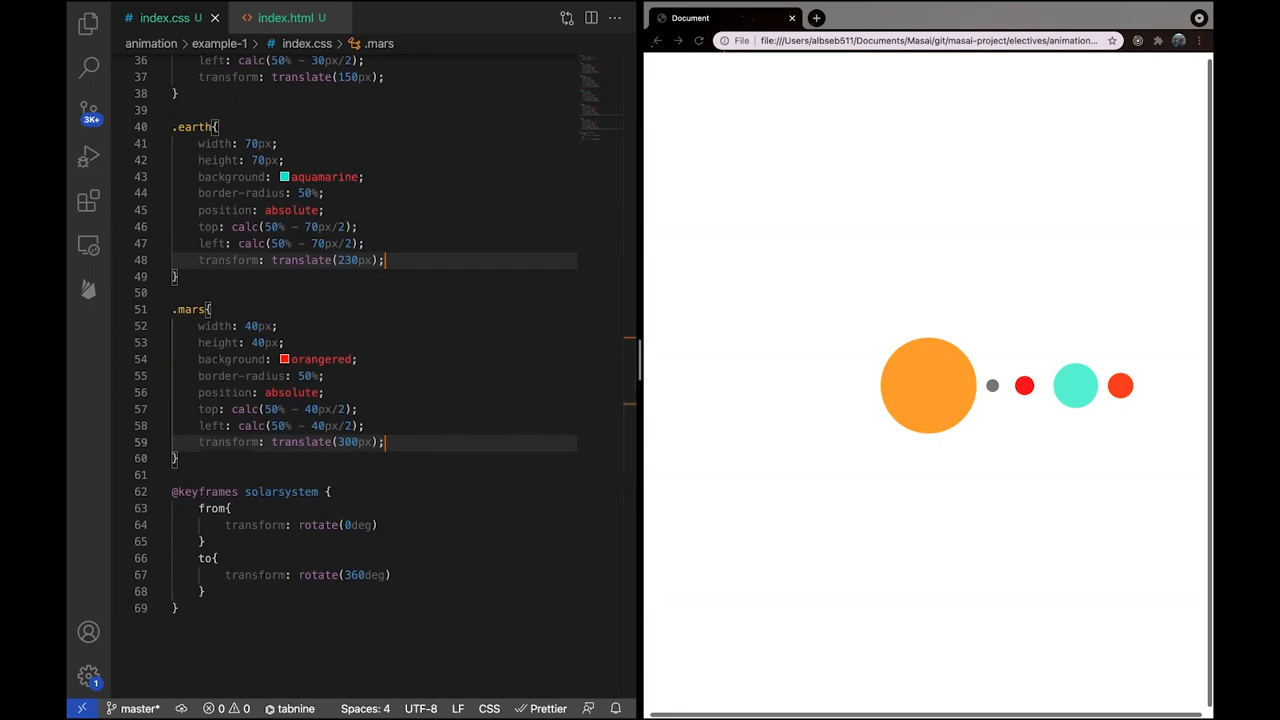 index.css U
index.html U
Document
animation > example-1 > index.css > .mars
File file:///Users/albseb511/Documents/Masai/git/masai-project/electives/animation...
36 left: calc(50% - 30px/2);
37 transform: translate(150px);
38 }
39
40 .earth{
41 width: 70px;
42 height: 70px;
43 background: aquamarine;
44 border-radius: 50%;
45 position: absolute;
46 top: calc(50% - 70px/2);
47 left: calc(50% - 70px/2);
48 transform: translate(230px);
49 }
50
51 .mars{
52 width: 40px;
53 height: 40px;
54 background: orangered;
55 border-radius: 50%;
56 position: absolute;
57 top: calc(50% - 40px/2);
58 left: calc(50% - 40px/2);
59 transform: translate(300px);
60 }
61
62 @keyframes solarsystem {
63 from{
64 transform: rotate(0deg)
65 }
66 to{
67 transform: rotate(360deg)
68 }
69 }
3K+
1
master* 0 0 tabnine Spaces: 4 UTF-8 LF CSS Prettier